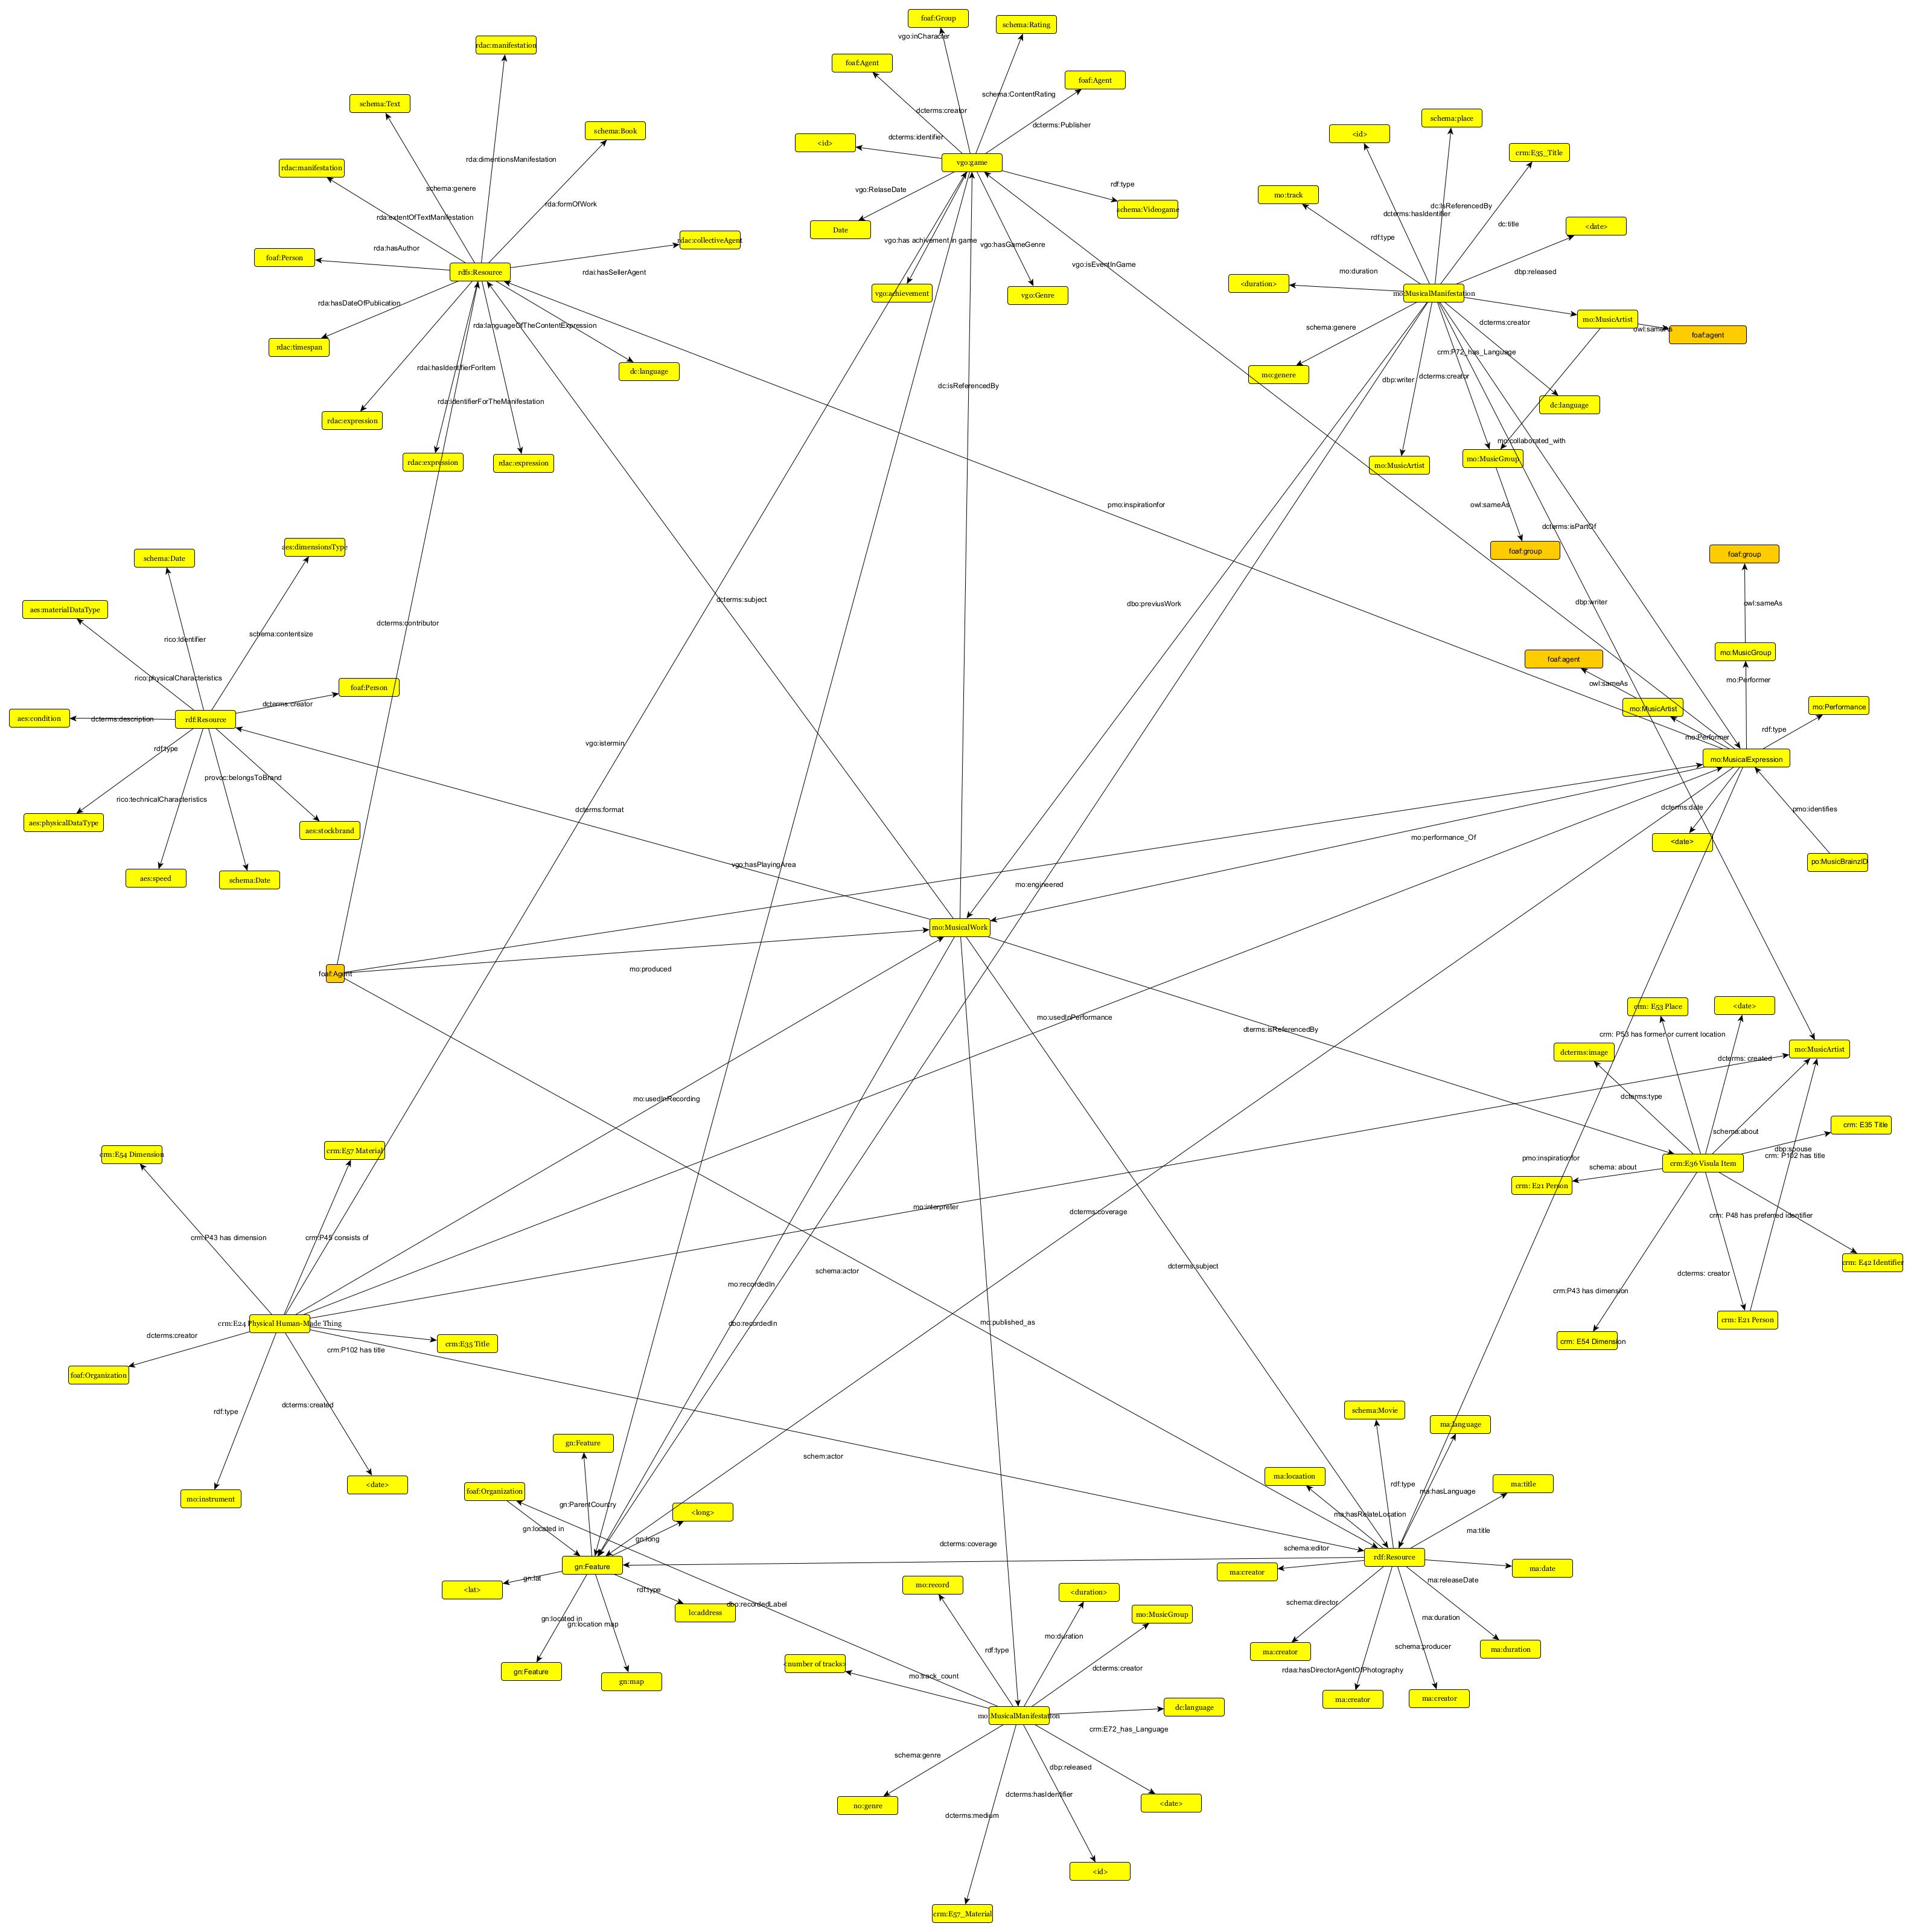 foaf:Group
schema:Rating
vgo:inCharacter
rdac:manifestation
foaf:Agent
foaf:Agent
schema:ContentRating
schema:Text
dcterms:creator
dcterms:Publisher
schema:place
schema:Book
<id>
dcterms:identifier
<id>
crm:E35_Title
rda:dimentionsManifestation
vgo:game
rdac:manifestation
schema:genere
vgo:RelaseDate
rdf:type
mo:track
dc:IsReferencedBy
dcterms:hasIdentifier
rda:formOfWork
schema:Videogame
rda:extentOfTextManifestation
dc:title
<date>
Date
rdf:type
rdac:collectiveAgent
vgo:has achivement in game
vgo:hasGameGenre
rda:hasAuthor
foaf:Person
vgo:isEventInGame
rdfs:Resource
rdai:hasSellerAgent
mo:duration
dbp:released
<duration>
vgo:achievement
vgo:Genre
mo:MusicalManifestation
rda:hasDateOfPublication
mo:MusicArtist
rda:languageOfTheContentExpression
schema:genere
dcterms:creator
owl:sameAs
foaf:agent
rdac:timespan
crm:P72_has_Language
rdai:hasIdentifierForItem
dc:language
mo:genere
dbp:writer
dcterms:creator
dc:isReferencedBy
rda:identifierForTheManifestation
dc:language
rdac:expression
mo:collaborated_with
rdac:expression
rdac:expression
mo:MusicArtist
mo:MusicGroup
pmo:inspirationfor
owl:sameAs
dcterms:isPartOf
aes:dimensionsType
schema:Date
foaf:group
foaf:group
dcterms:subject
dbo:previusWork
dbp:writer
owl:sameAs
aes:materialDataType
dcterms:contributor
rico:Identifier
schema:contentsize
mo:MusicGroup
foaf:agent
rico:physicalCharacteristics
mo:Performer
owl:sameAs
foaf:Person
dcterms:creator
mo:MusicArtist
mo:Performance
aes:condition
dcterms:description
rdf:Resource
rdf:type
mo:Performer
vgo:istermin
rdf:type
mo:MusicalExpression
provoc:belongsToBrand
rico:technicalCharacteristics
dcterms:format
dcterms:date
pmo:identifies
aes:physicalDataType
aes:stockbrand
mo:performance_Of
<date>
vgo:hasPlayingArea
po:MusicBrainzID
aes:speed
schema:Date
mo:engineered
mo:MusicalWork
foaf:Agent
mo:produced
crm: E53 Place
<date>
mo:usedInPerformance
dterms:isReferencedBy
crm: P53 has former or current location
mo:MusicArtist
dcterms:image
dcterms: created
mo:usedInRecording
dcterms:type
crm: E35 Title
schema:about
crm:E54 Dimension
crm:E57 Material
dbp:spouse
crm: P102 has title
pmo:inspirationfor
schema: about
crm:E36 Visula Item
crm: E21 Person
mo:interpreter
dcterms:coverage
crm: P48 has preferred identifier
crm:P43 has dimension
crm:P45 consists of
crm: E42 Identifier
schema:actor
dcterms:subject
dcterms: creator
mo:recordedIn
crm:P43 has dimension
crm:E24 Physical Human-Made Thing
dbo:recordedIn
mo:published_as
crm: E21 Person
dcterms:creator
crm:E35 Title
crm: E54 Dimension
crm:P102 has title
foaf:Organization
dcterms:created
rdf:type
schema:Movie
ma:language
gn:Feature
schem:actor
ma:locaation
rdf:type
ma:title
<date>
foaf:Organization
mo:instrument
gn:ParentCountry
ma:hasLanguage
<long>
ma:hasRelateLocation
gn:located in
ma:title
gn:long
dcterms:coverage
schema:editor
rdf:Resource
gn:Feature
ma:creator
ma:date
gn:lat
<lat>
rdf:type
ma:releaseDate
mo:record
<duration>
schema:director
dbo:recordedLabel
lo:address
mo:MusicGroup
gn:located in
gn:location map
ma:duration
mo:duration
schema:producer
rdf:type
ma:creator
ma:duration
<number of tracks>
dcterms:creator
rdaa:hasDirectorAgentOfPhotography
gn:Feature
mo:track_count
gn:map
ma:creator
ma:creator
dc:language
mo:MusicalManifestation
crm:E72_has_Language
schema:genre
dbp:released
dcterms:hasIdentifier
no:genre
<date>
dcterms:medium
<id>
crm:E57_Material